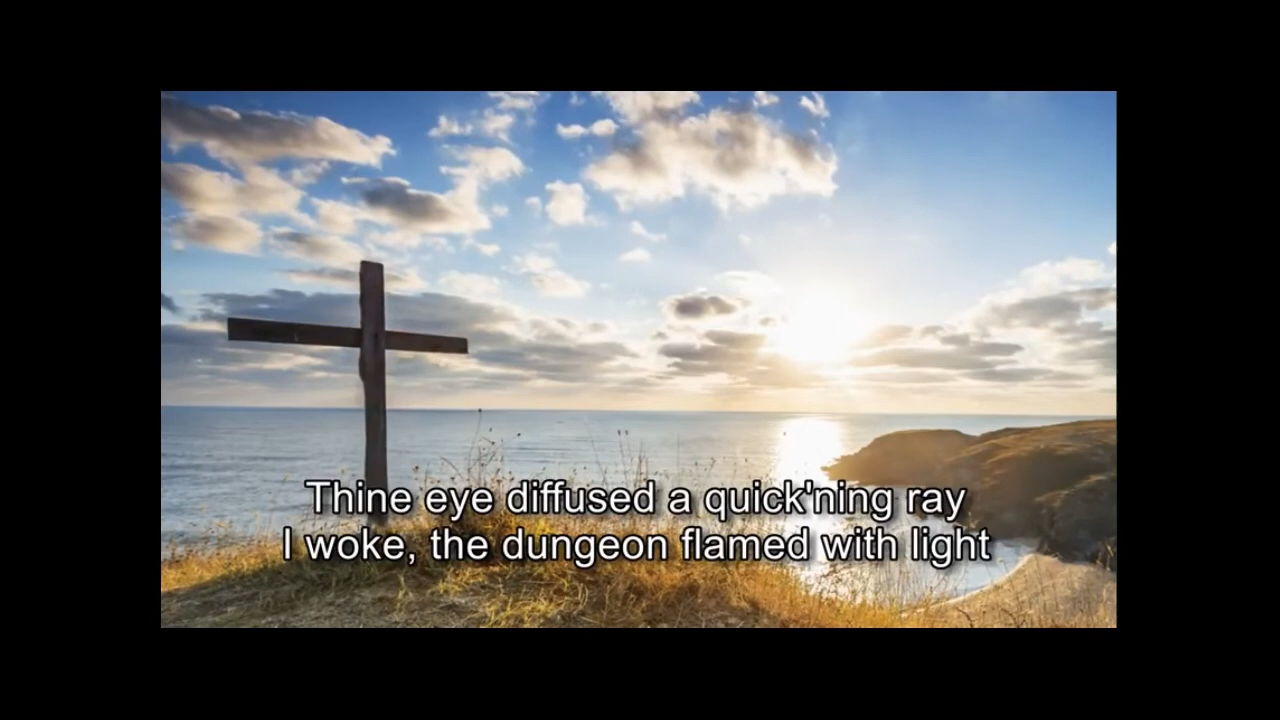 Thine eye diffused a quick'ning ray
I woke, the dungeon flamed with light